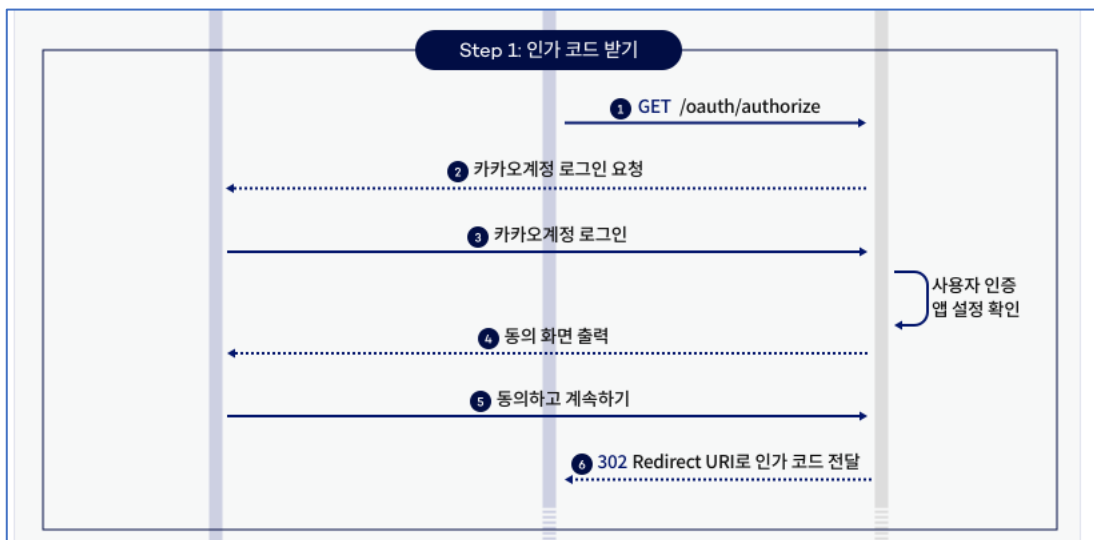 Step 1: 인가 코드 받기
1 GET /oauth/authorize
2 카카오계정 로그인 요청
3 카카오계정 로그인
사용자 인증
앱 설정 확인
4 동의 화면 출력
5 동의하고 계속하기
6 302 Redirect URI로 인가 코드 전달